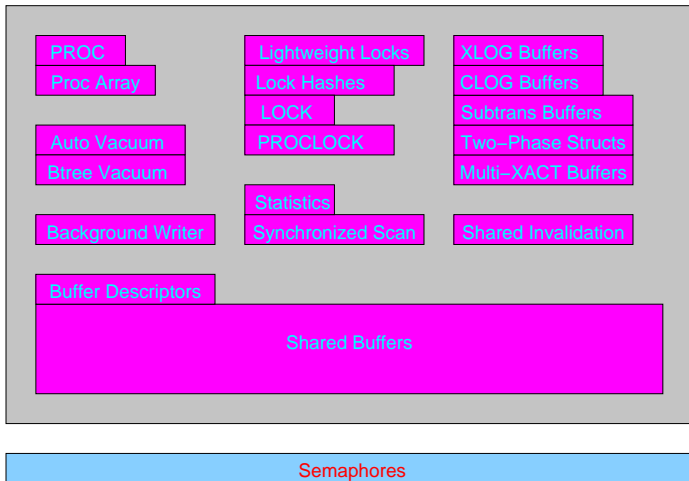 PROC
Proc Array
Auto Vacuum
Btree Vacuum
Background Writer
Lightweight Locks
Lock Hashes
LOCK
PROCLOCK
Statistics
Synchronized Scan
XLOG Buffers
CLOG Buffers
Subtrans Buffers
Two−Phase Structs
Multi−XACT Buffers
Shared Invalidation
Buffer Descriptors
Shared Buffers
Semaphores